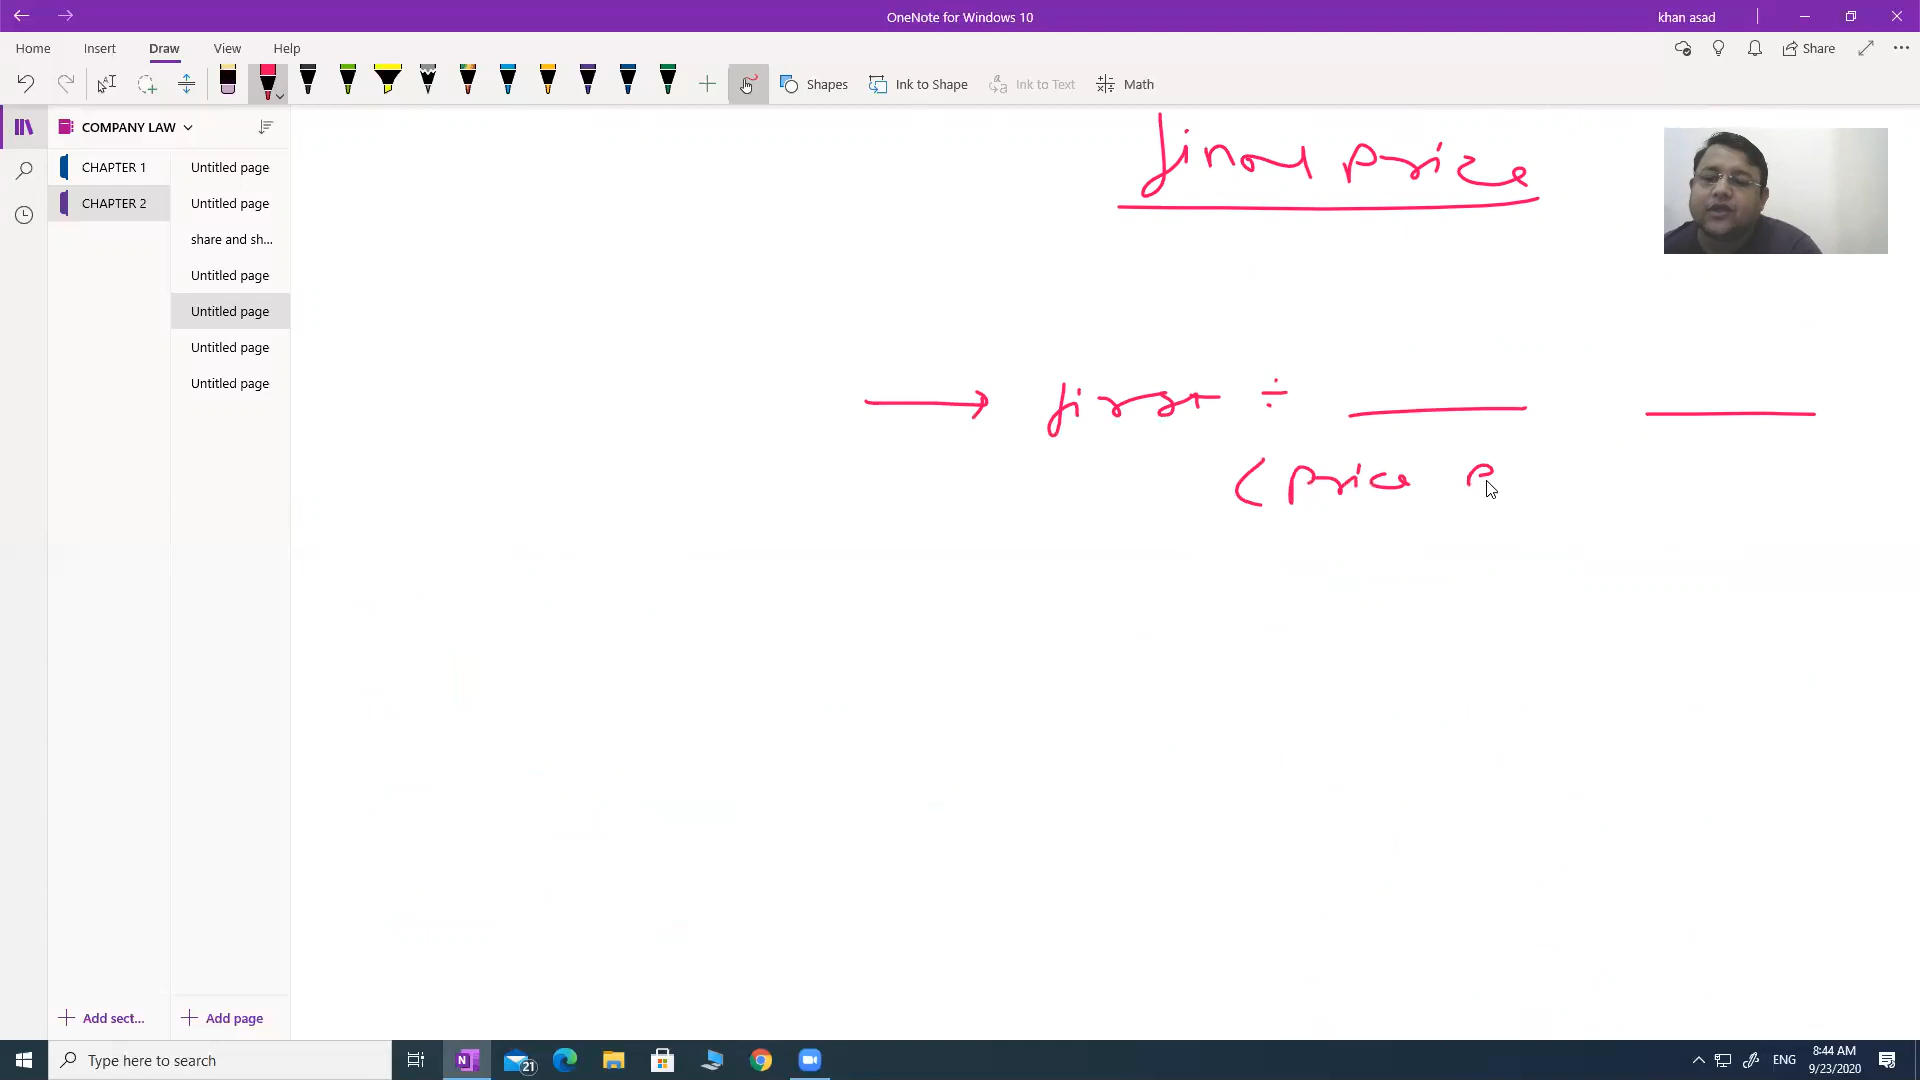 OneNote for Windows 10
khan asad
Home Insert Draw View Help
Share
Shapes Ink to Shape Ink to Text Math
COMPANY LAW
CHAPTER 1
CHAPTER 2
Untitled page
Untitled page
share and sh...
Untitled page
Untitled page
Untitled page
Untitled page
final price
→ first ÷
(price
Add sect...
Add page
Type here to search
N
21
ENG
8:44 AM
9/23/2020